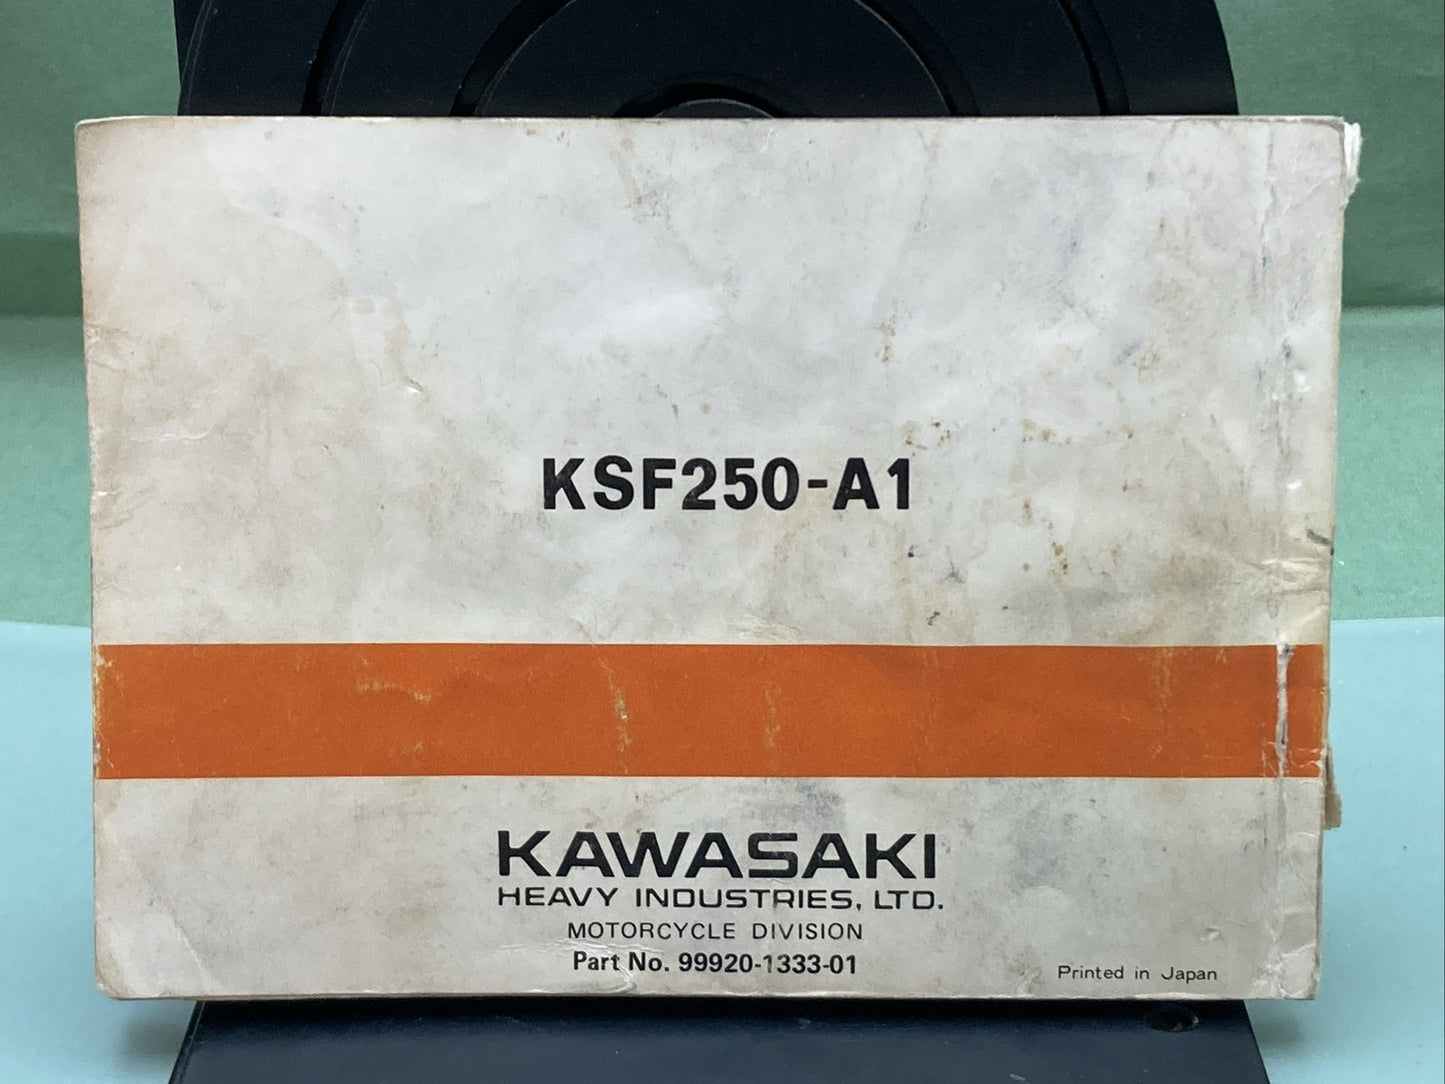 KSF250-A1
KAWASAKI
HEAVY INDUSTRIES, LTD.
MOTORCYCLE DIVISION
Part No. 99920-1333-01
Printed in Japan